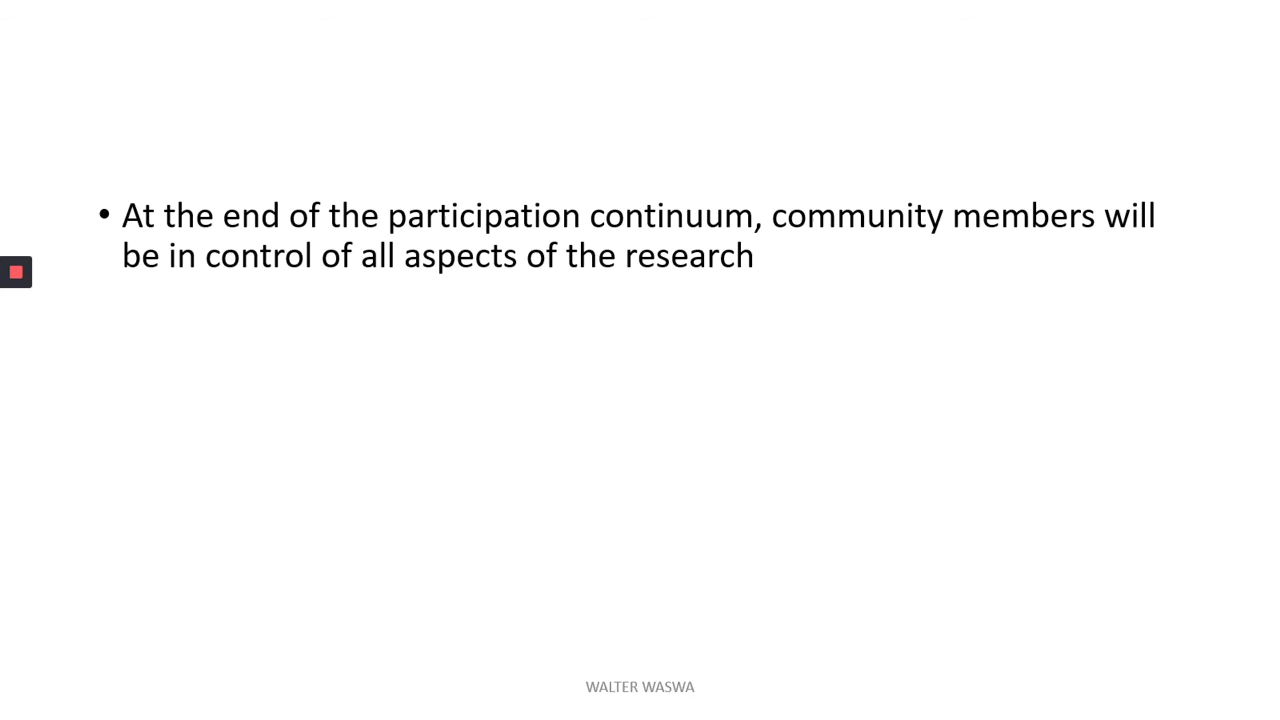 • At the end of the participation continuum, community members will
be in control of all aspects of the research
WALTER WASWA